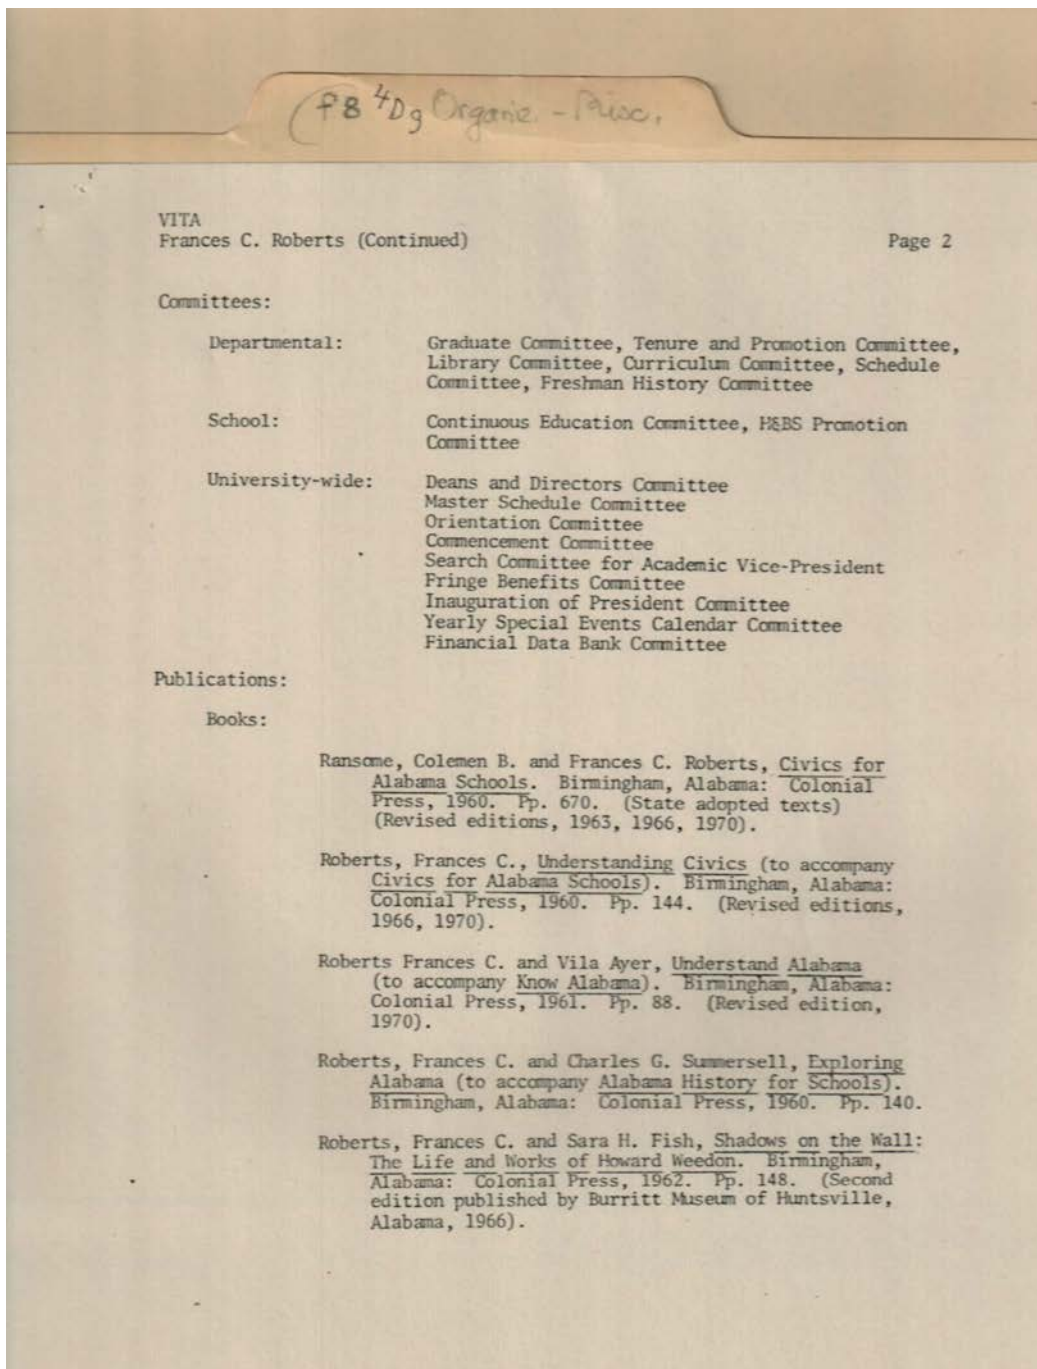 f8 4Dg Organiz. - Misc.
VITA
Frances C. Roberts (Continued) Page 2
Committees:
Departmental: Graduate Committee, Tenure and Promotion Committee,
Library Committee, Curriculum Committee, Schedule
Committee, Freshman History Committee
School: Continuous Education Committee, H&BS Promotion
Committee
University-wide: Deans and Directors Committee
Master Schedule Committee
Orientation Committee
Commencement Committee
Search Committee for Academic Vice-President
Fringe Benefits Committee
Inauguration of President Committee
Yearly Special Events Calendar Committee
Financial Data Bank Committee
Publications:
Books:
Ransome, Colemen B. and Frances C. Roberts, Civics for
Alabama Schools. Birmingham, Alabama: Colonial
Press, 1960. Pp. 670. (State adopted texts)
(Revised editions, 1963, 1966, 1970).
Roberts, Frances C., Understanding Civics (to accompany
Civics for Alabama Schools). Birmingham, Alabama:
Colonial Press, 1960. Pp. 144. (Revised editions,
1966, 1970).
Roberts Frances C. and Vila Ayer, Understand Alabama
(to accompany Know Alabama). Birmingham, Alabama:
Colonial Press, 1961. Pp. 88. (Revised edition,
1970).
Roberts, Frances C. and Charles G. Summersell, Exploring
Alabama (to accompany Alabama History for Schools).
Birmingham, Alabama: Colonial Press, 1960. Pp. 140.
Roberts, Frances C. and Sara H. Fish, Shadows on the Wall:
The Life and Works of Howard Weedon. Birmingham,
Alabama: Colonial Press, 1962. Pp. 148. (Second
edition published by Burritt Museum of Huntsville,
Alabama, 1966).